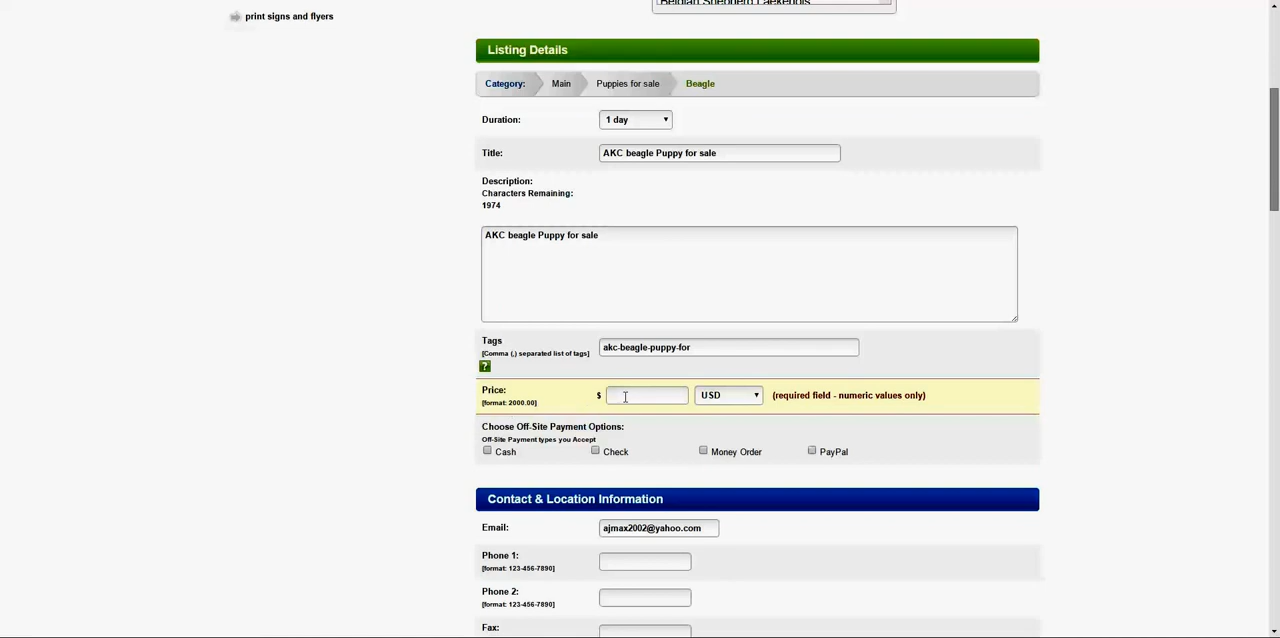 print signs and flyers
Belgian Shepherd Laekenois
Listing Details
Category: Main Puppies for sale Beagle
Duration: 1 day
Title: AKC beagle Puppy for sale
Description:
Characters Remaining:
1974
AKC beagle Puppy for sale
Tags
[Comma (,) separated list of tags]
akc-beagle-puppy-for
?
Price:
[format: 2000.00]
$ USD (required field - numeric values only)
Choose Off-Site Payment Options:
Off-Site Payment types you Accept
Cash Check Money Order PayPal
Contact & Location Information
Email: ajmax2002@yahoo.com
Phone 1:
[format: 123-456-7890]
Phone 2:
[format: 123-456-7890]
Fax: